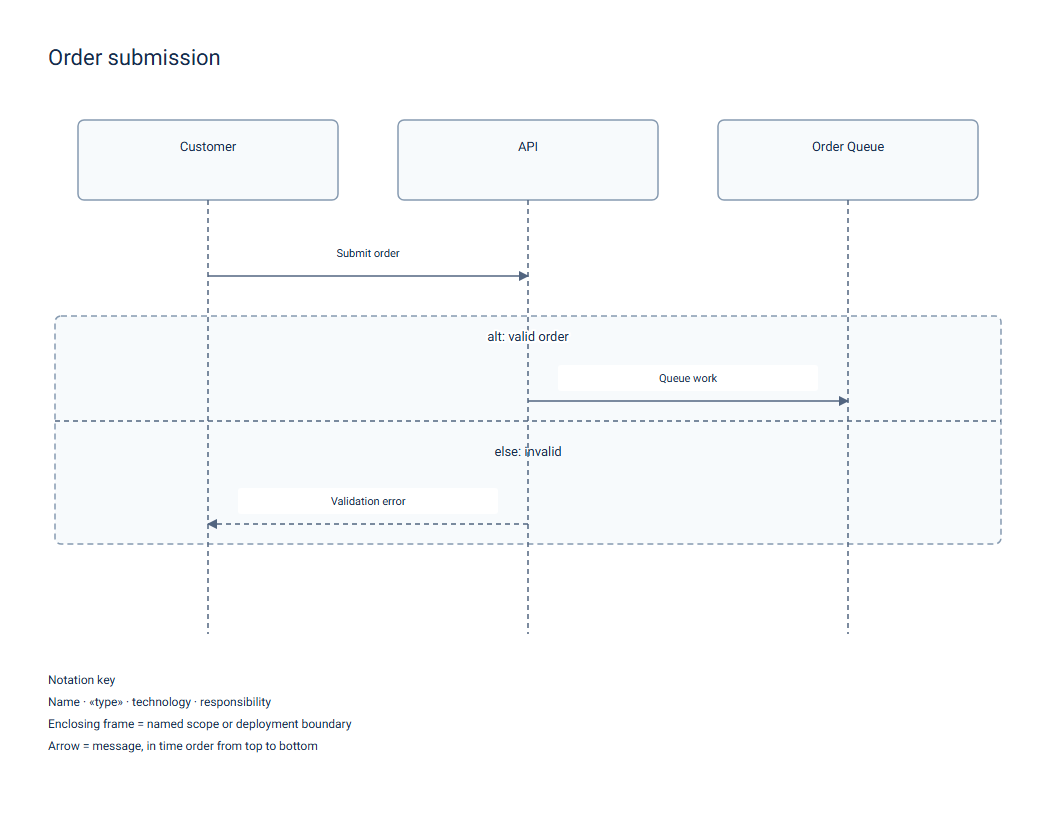 Order submission
Customer
API
Order Queue
Submit order
alt: valid order
Queue work
else: invalid
Validation error
Notation key
Name · «type» · technology · responsibility
Enclosing frame = named scope or deployment boundary
Arrow = message, in time order from top to bottom